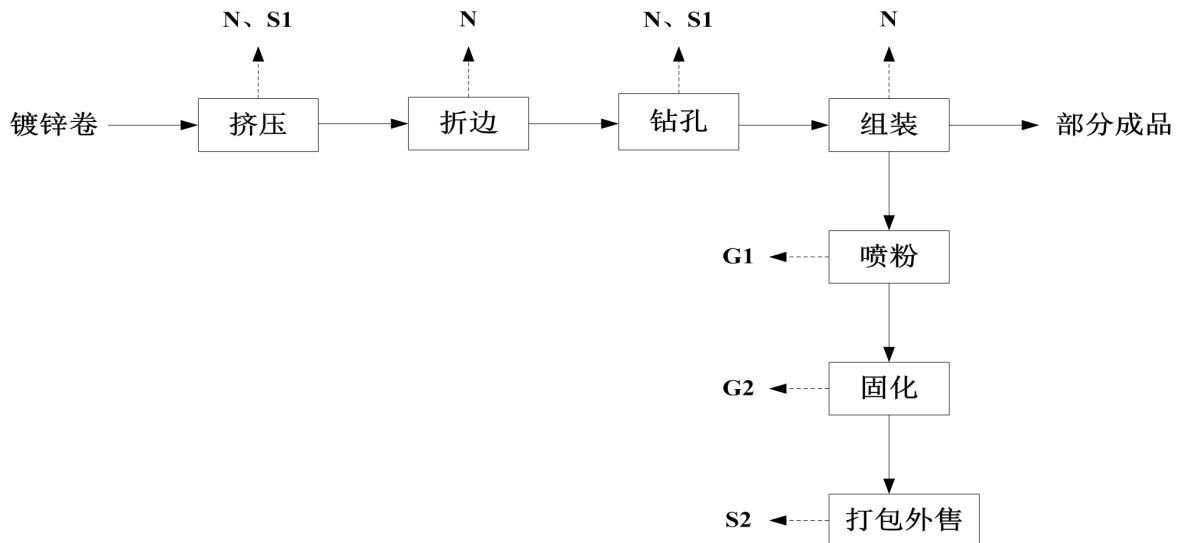 N、S1
N
N、S1
N
镀锌卷
挤压
折边
钻孔
组装
部分成品
G1
喷粉
G2
固化
S2
打包外售